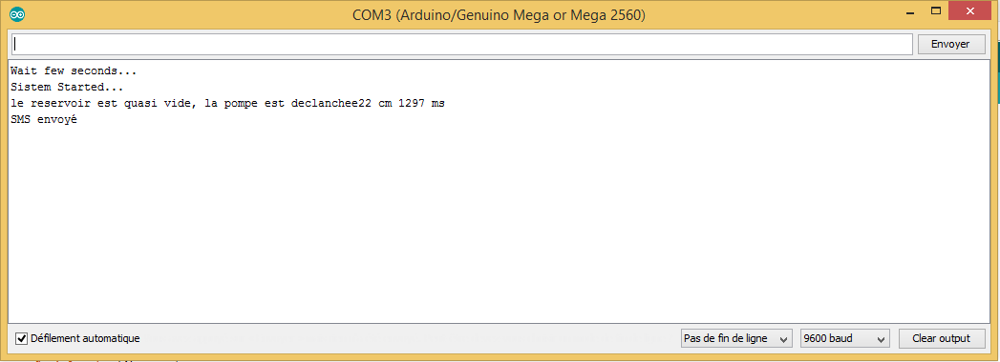 COM3 (Arduino/Genuino Mega or Mega 2560)
Envoyer
Wait few seconds...
Sistem Started...
le reservoir est quasi vide, la pompe est declanchee22 cm 1297 ms
SMS envoyé
Défilement automatique
Pas de fin de ligne
9600 baud
Clear output